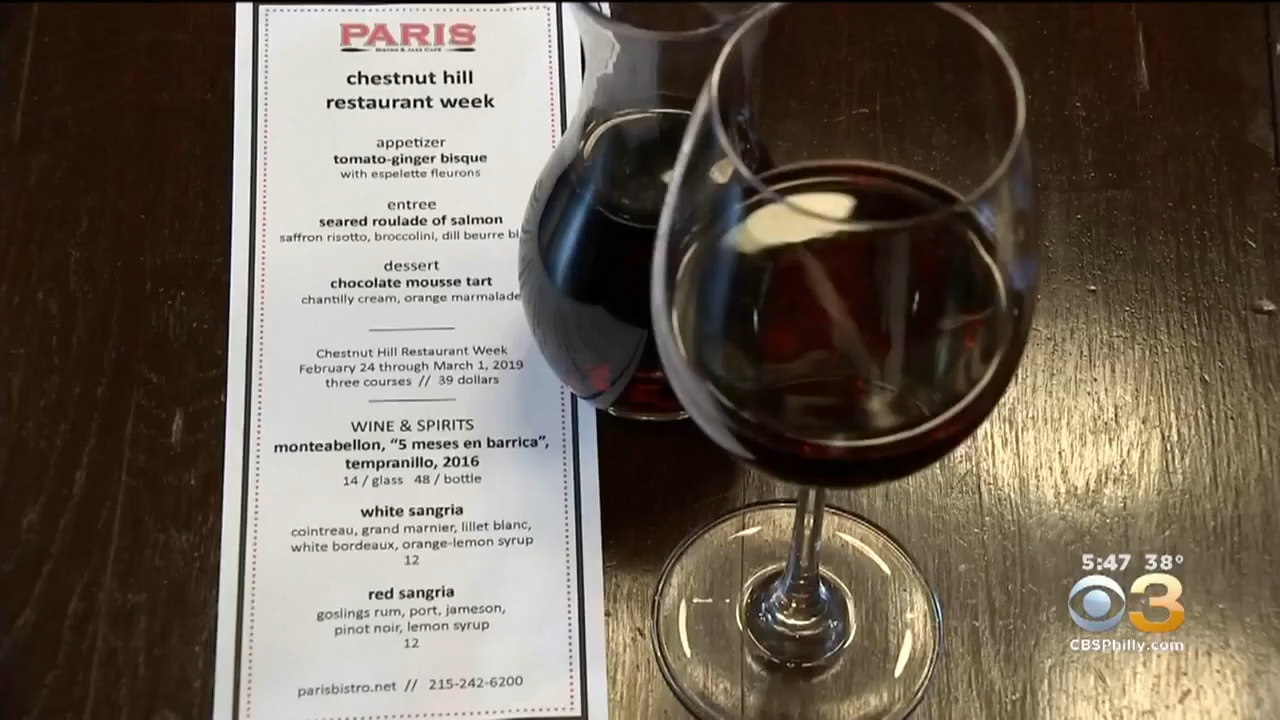 PARIS
BISTRO & JAZZ CAFÉ
chestnut hill
restaurant week
appetizer
tomato-ginger bisque
with espelette fleurons
entree
seared roulade of salmon
saffron risotto, broccolini, dill beurre bl
dessert
chocolate mousse tart
chantilly cream, orange marmalade
Chestnut Hill Restaurant Week
February 24 through March 1, 2019
three courses // 39 dollars
WINE & SPIRITS
monteabellon, “5 meses en barrica”,
tempranillo, 2016
14 / glass 48 / bottle
white sangria
cointreau, grand marnier, lillet blanc,
white bordeaux, orange-lemon syrup
12
red sangria
goslings rum, port, jameson,
pinot noir, lemon syrup
12
parisbistro.net // 215-242-6200
5:47 38°
3
CBSPhilly.com